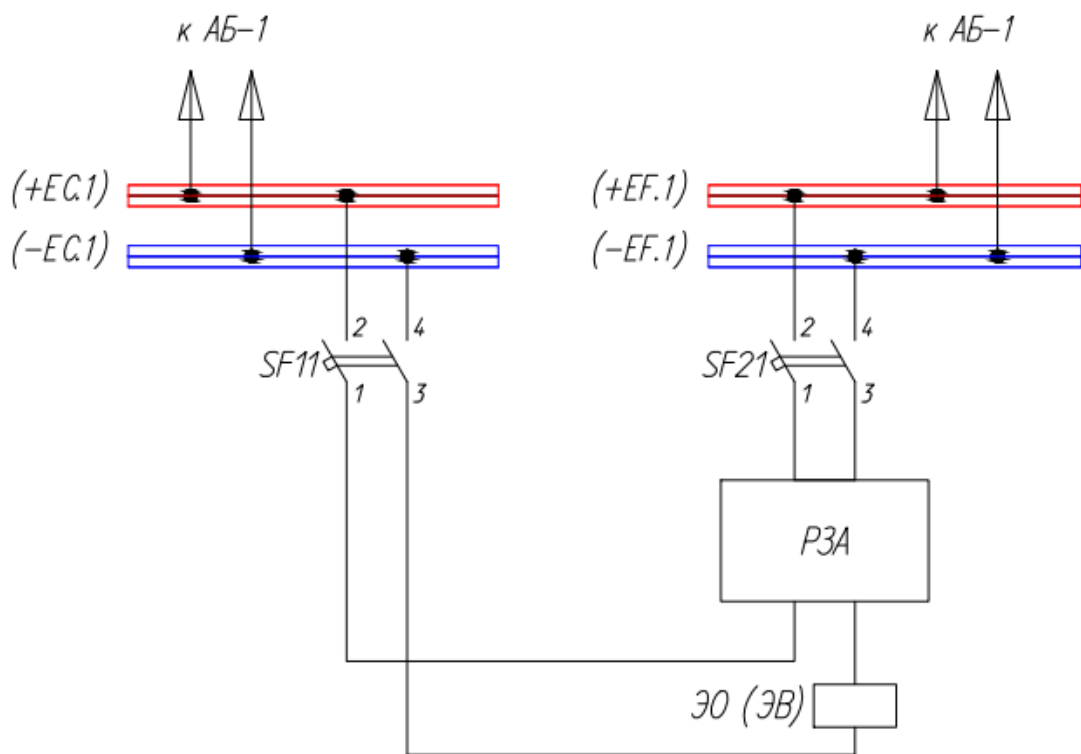 к АБ-1 к АБ-1
(+EC.1) (+EF.1)
(-EC.1) (-EF.1)
2 4 2 4
SF11 SF21
1 3 1 3
РЗА
ЭО (ЭВ)